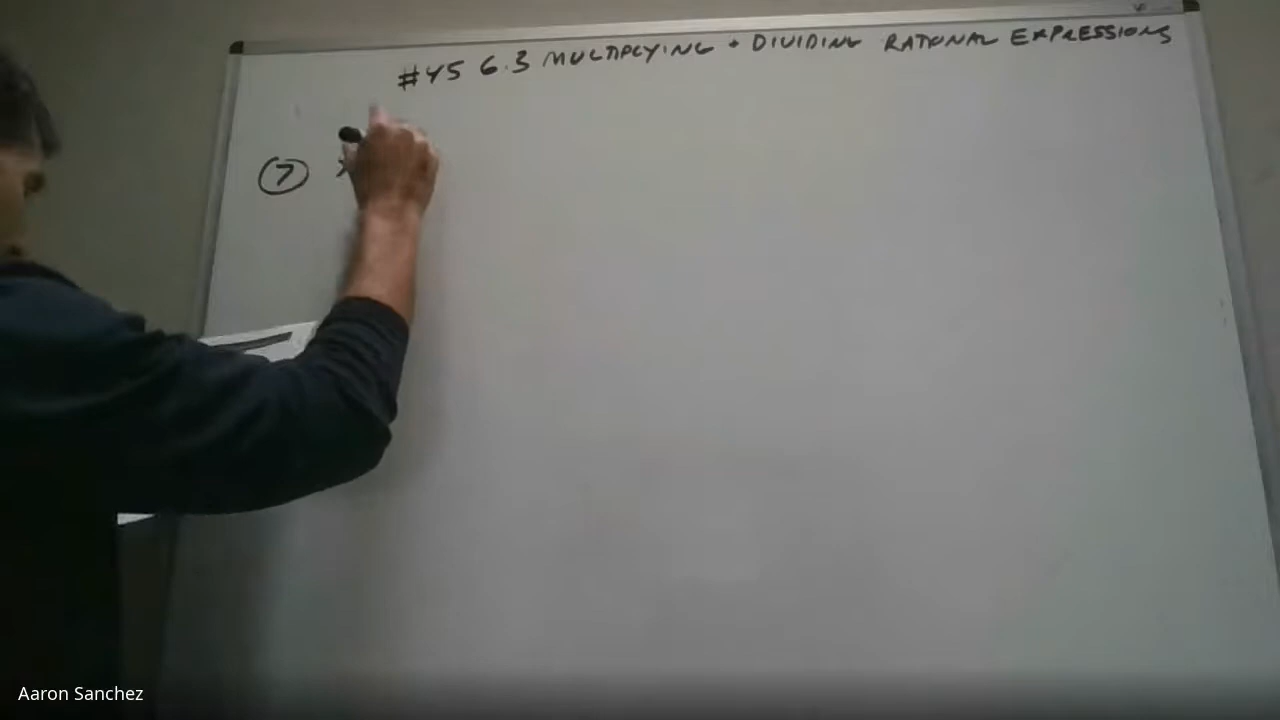 #45 6.3 MULTIPLYING + DIVIDING RATIONAL EXPRESSIONS
7
Aaron Sanchez